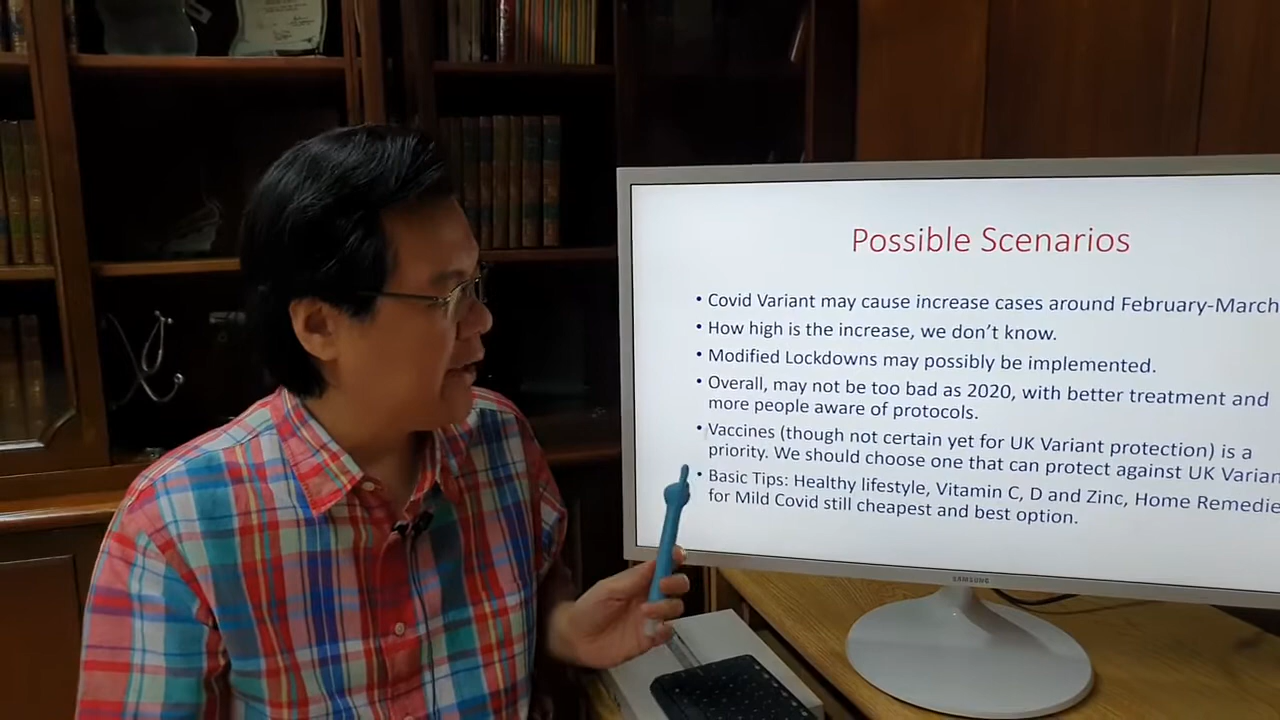 Possible Scenarios
• Covid Variant may cause increase cases around February-March
• How high is the increase, we don't know.
• Modified Lockdowns may possibly be implemented.
• Overall, may not be too bad as 2020, with better treatment and
more people aware of protocols.
• Vaccines (though not certain yet for UK Variant protection) is a
priority. We should choose one that can protect against UK Varian
• Basic Tips: Healthy lifestyle, Vitamin C, D and Zinc, Home Remedie
for Mild Covid still cheapest and best option.
SAMSUNG